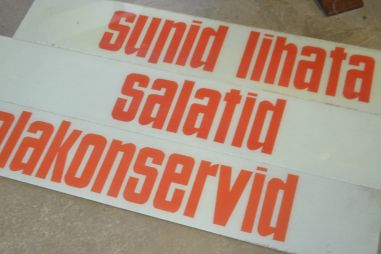 supid lihata
salatid
alakonservid